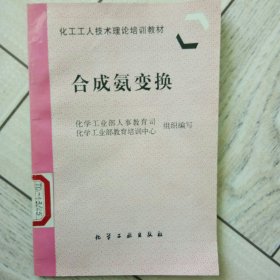 化工工人技术理论培训教材
合成氨变换
化学工业部人事教育司
化学工业部教育培训中心
组织编写
化学工业出版社